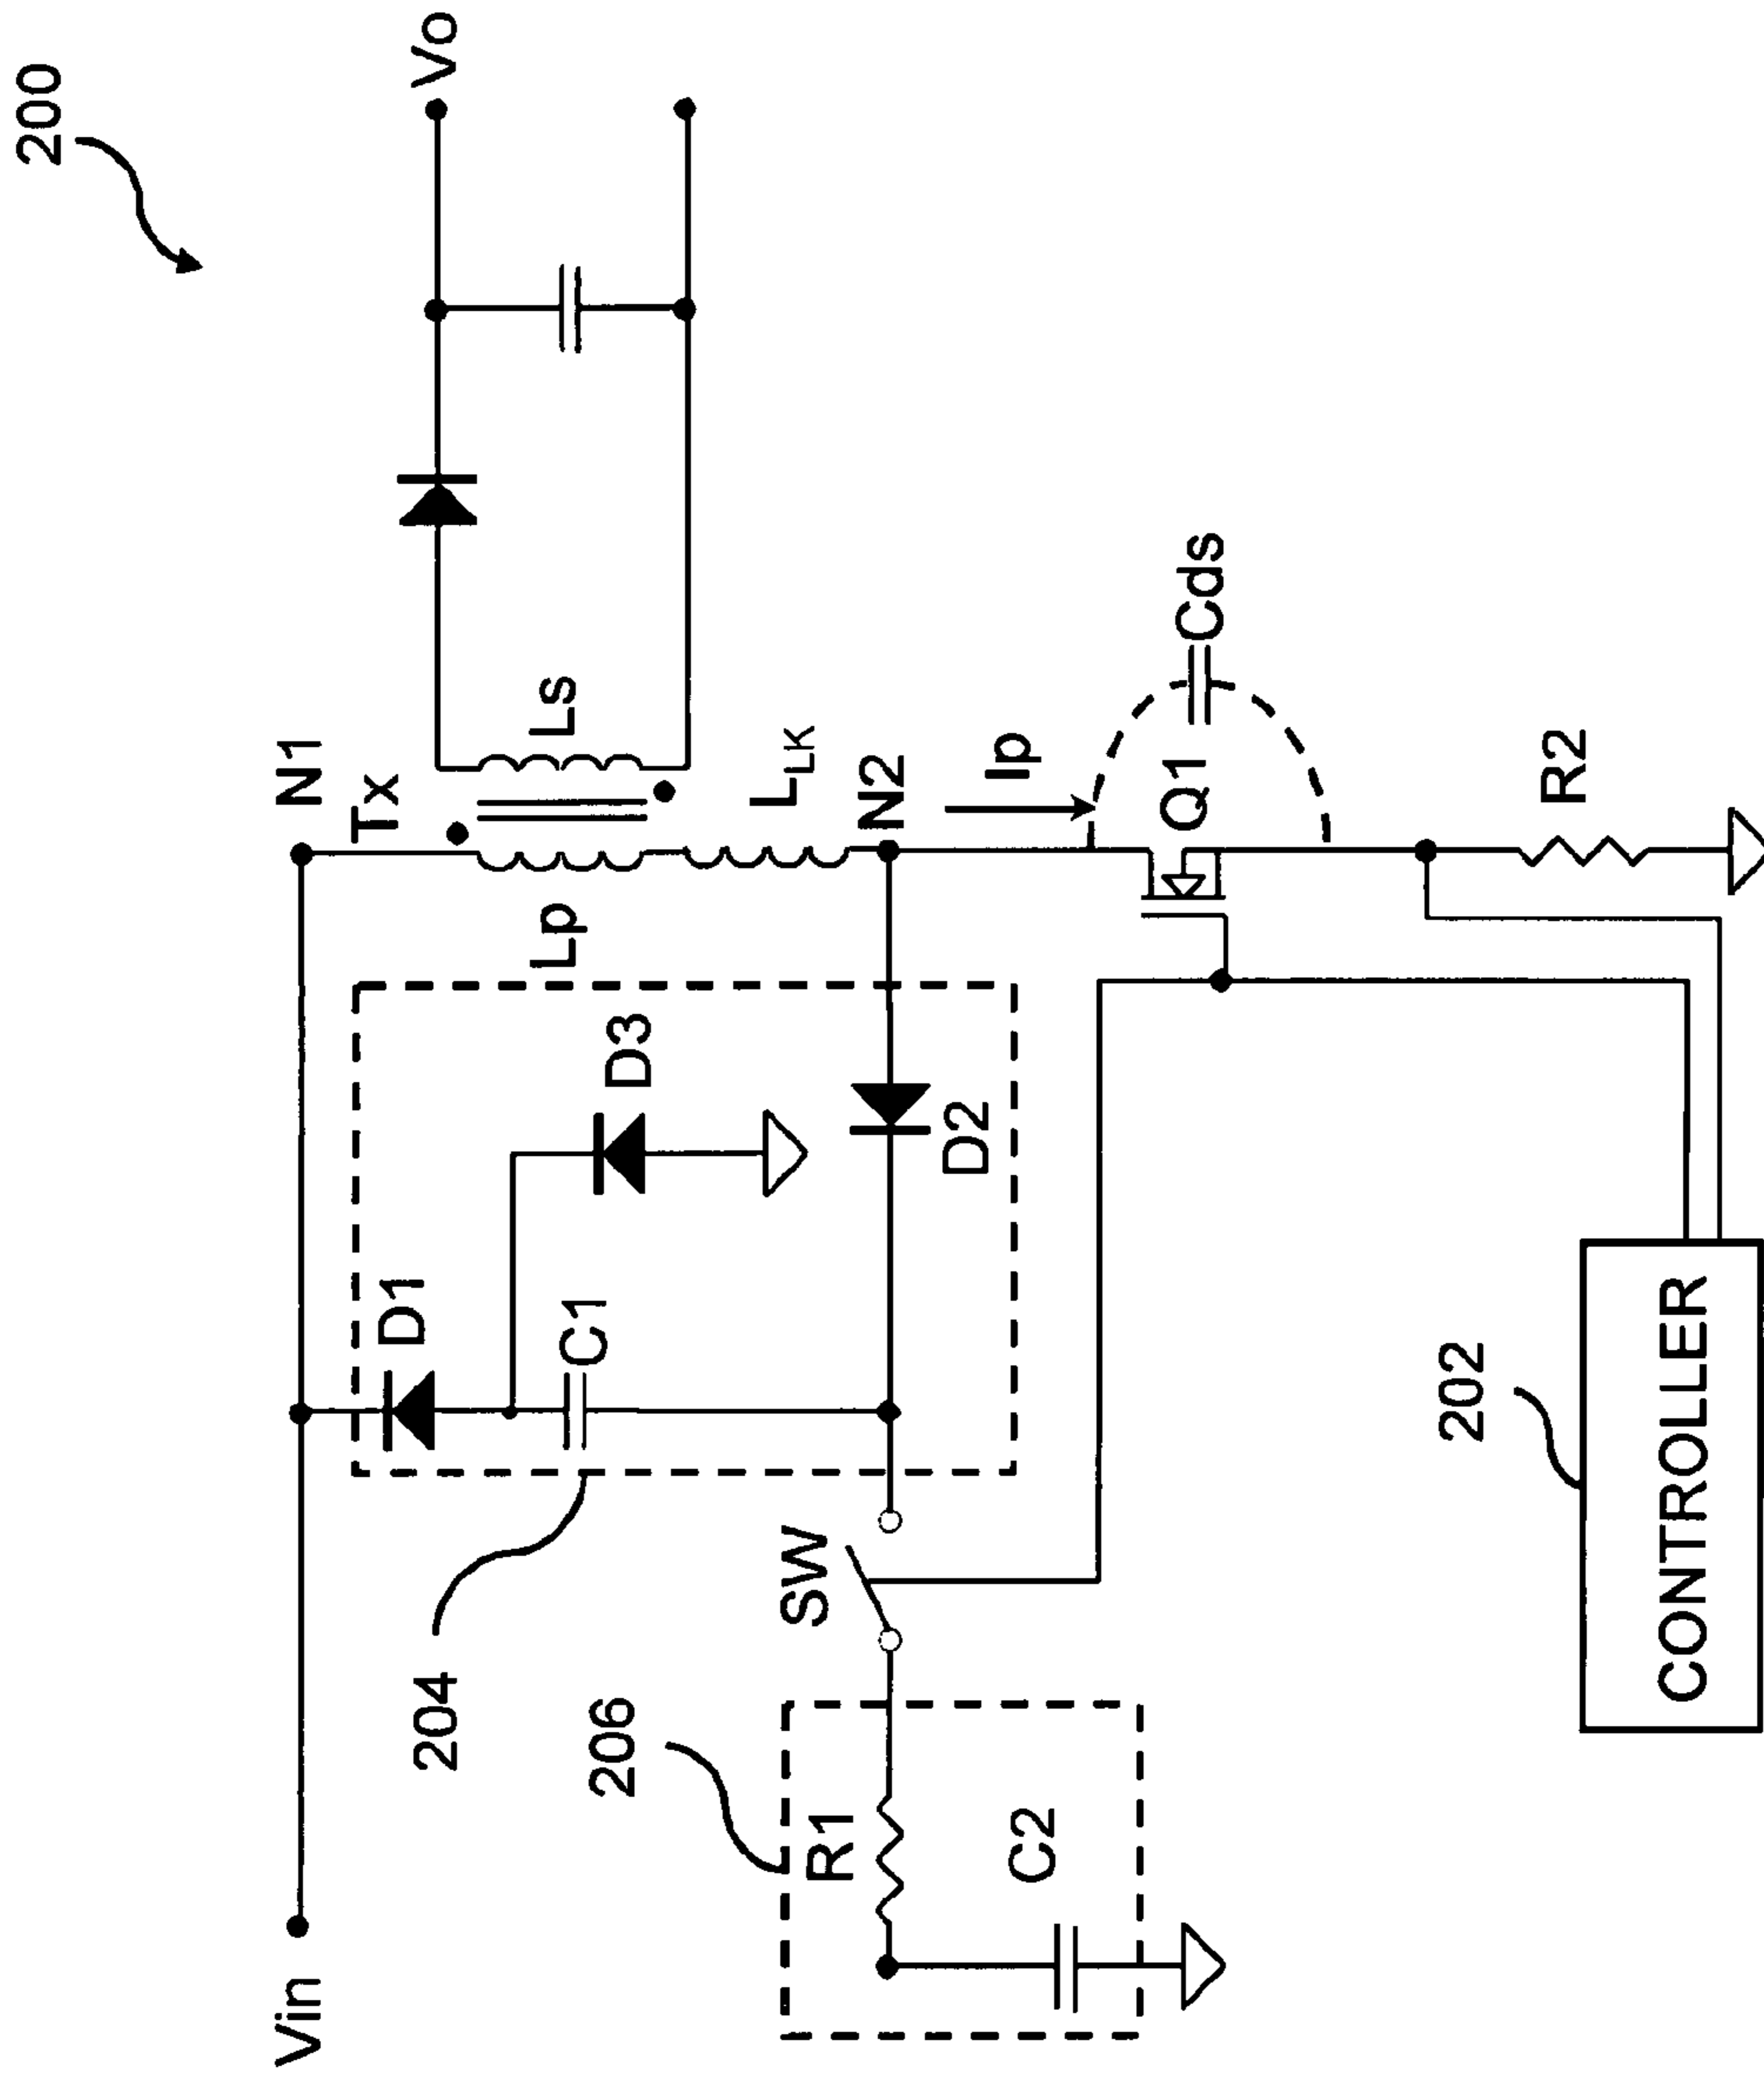 200
Vo
N1
Tx
Ls
LLK
Lp
N2
Ip
Cds
Q1
R2
D1
D3
C1
D2
204
SW
206
R1
C2
Vin
202
CONTROLLER